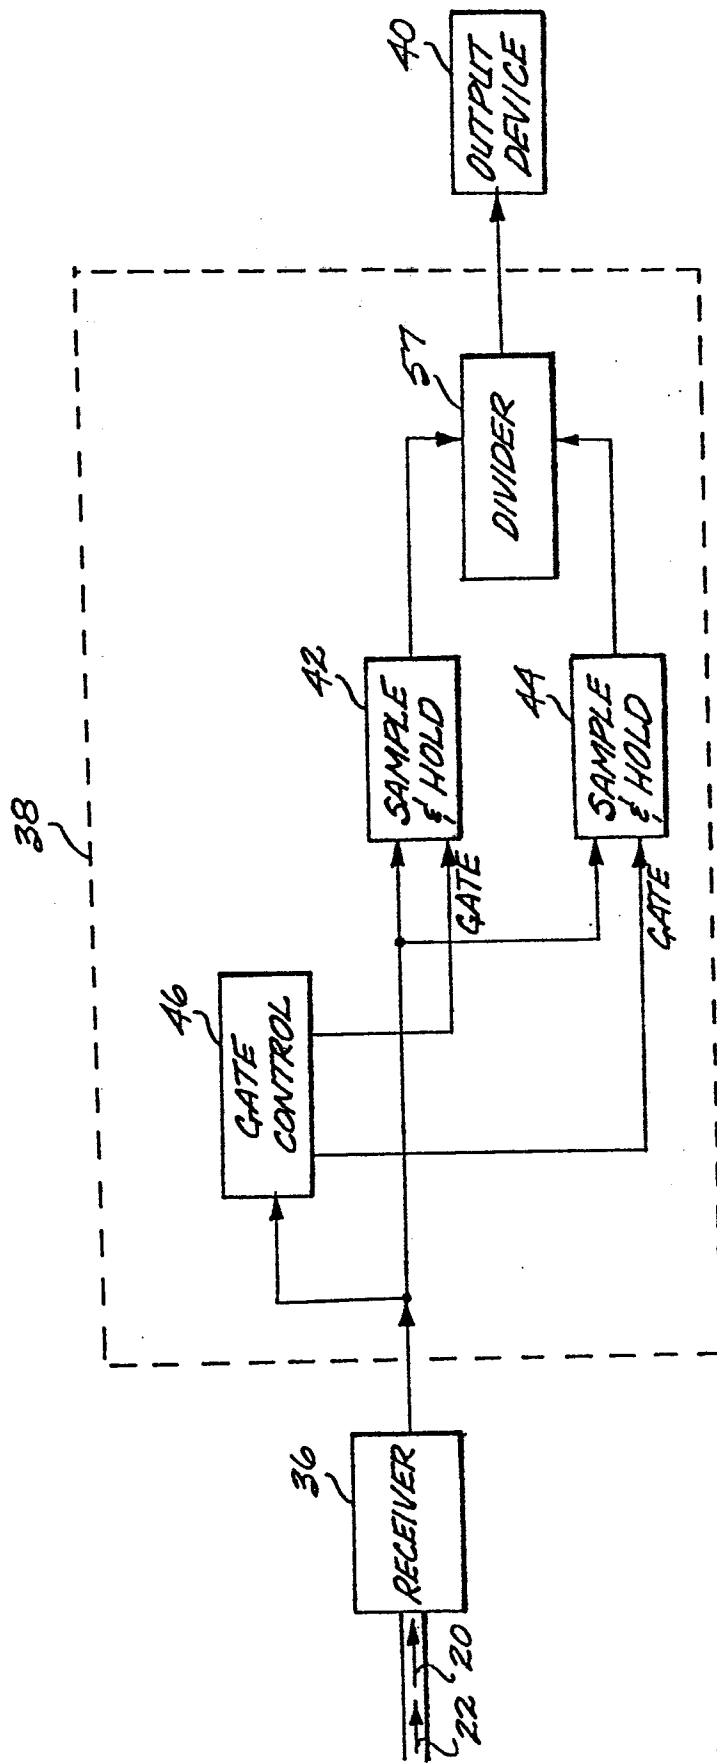 38
22
20
36
RECEIVER
46
GATE
CONTROL
42
SAMPLE
& HOLD
GATE
44
SAMPLE
& HOLD
GATE
57
DIVIDER
40
OUTPUT
DEVICE